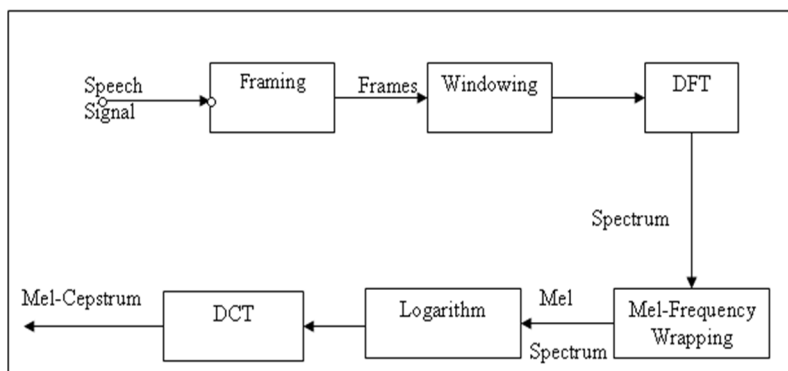 Speech
Signal
Framing
Frames
Windowing
DFT
Spectrum
Mel-Frequency
Wrapping
Mel
Spectrum
Logarithm
DCT
Mel-Cepstrum